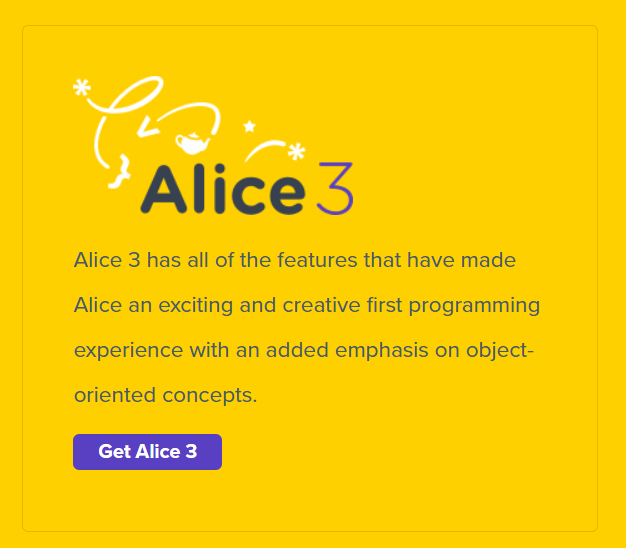 Alice 3
Alice 3 has all of the features that have made
Alice an exciting and creative first programming
experience with an added emphasis on object-
oriented concepts.
Get Alice 3